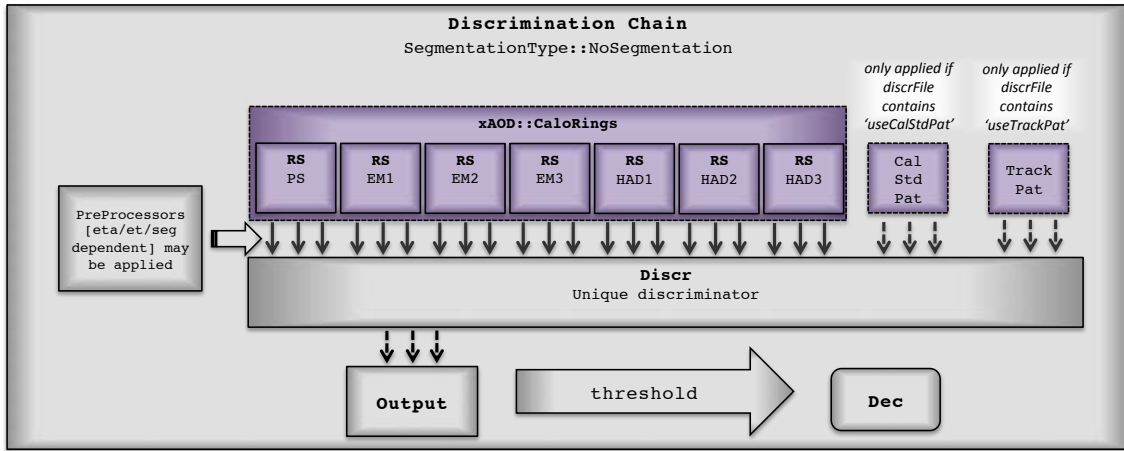 Discrimination Chain
SegmentationType::NoSegmentation
only applied if
discrFile
contains
‘useCalStdPat’
only applied if
discrFile
contains
‘useTrackPat’
xAOD::CaloRings
RS
PS
RS
EM1
RS
EM2
RS
EM3
RS
HAD1
RS
HAD2
RS
HAD3
Cal
Std
Pat
Track
Pat
PreProcessors
[eta/et/seg
dependent] may
be applied
Discr
Unique discriminator
Output
threshold
Dec